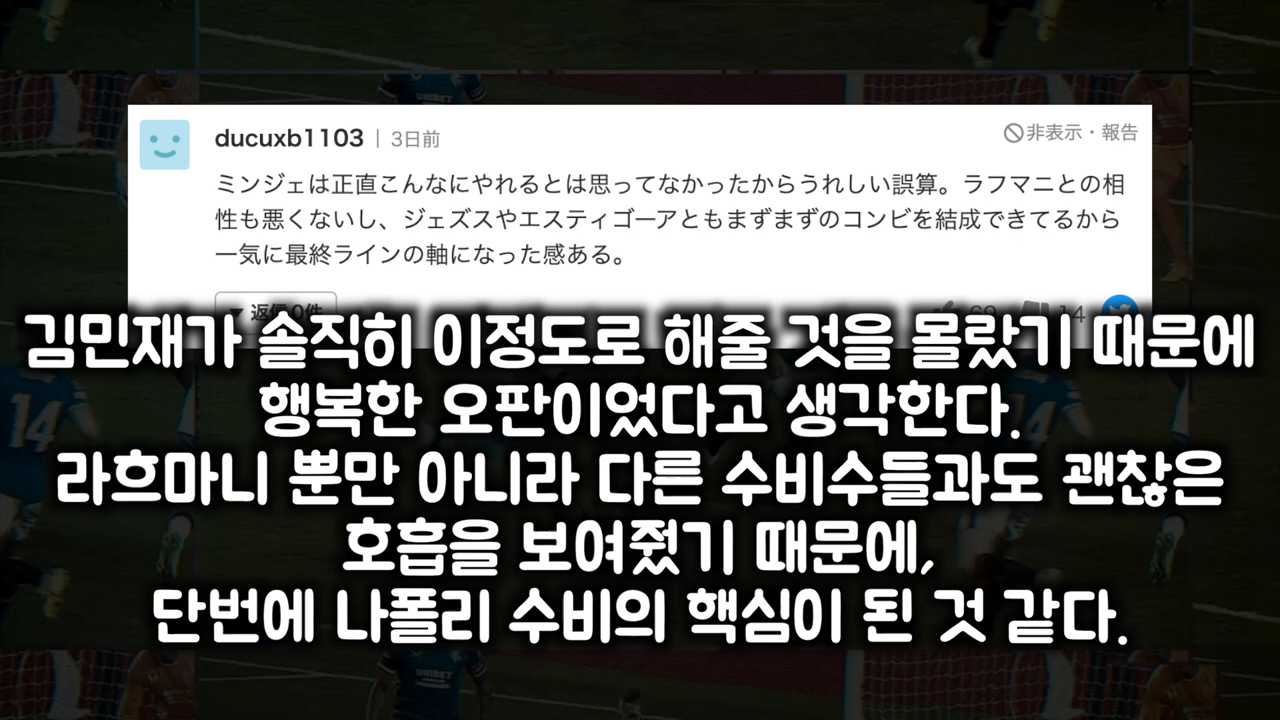 ducuxb1103 | 3日前
非表示・報告
ミンジェは正直こんなにやれるとは思ってなかったからうれしい誤算。ラフマニとの相
性も悪くないし、ジェズスやエスティゴーアともまずまずのコンビを結成できてるから
一気に最終ラインの軸になった感ある。
返信0件
69 14
김민재가 솔직히 이정도로 해줄 것을 몰랐기 때문에
행복한 오판이었다고 생각한다.
라흐마니 뿐만 아니라 다른 수비수들과도 괜찮은
호흡을 보여줬기 때문에,
단번에 나폴리 수비의 핵심이 된 것 같다.
14
UNIBET
UNIBET